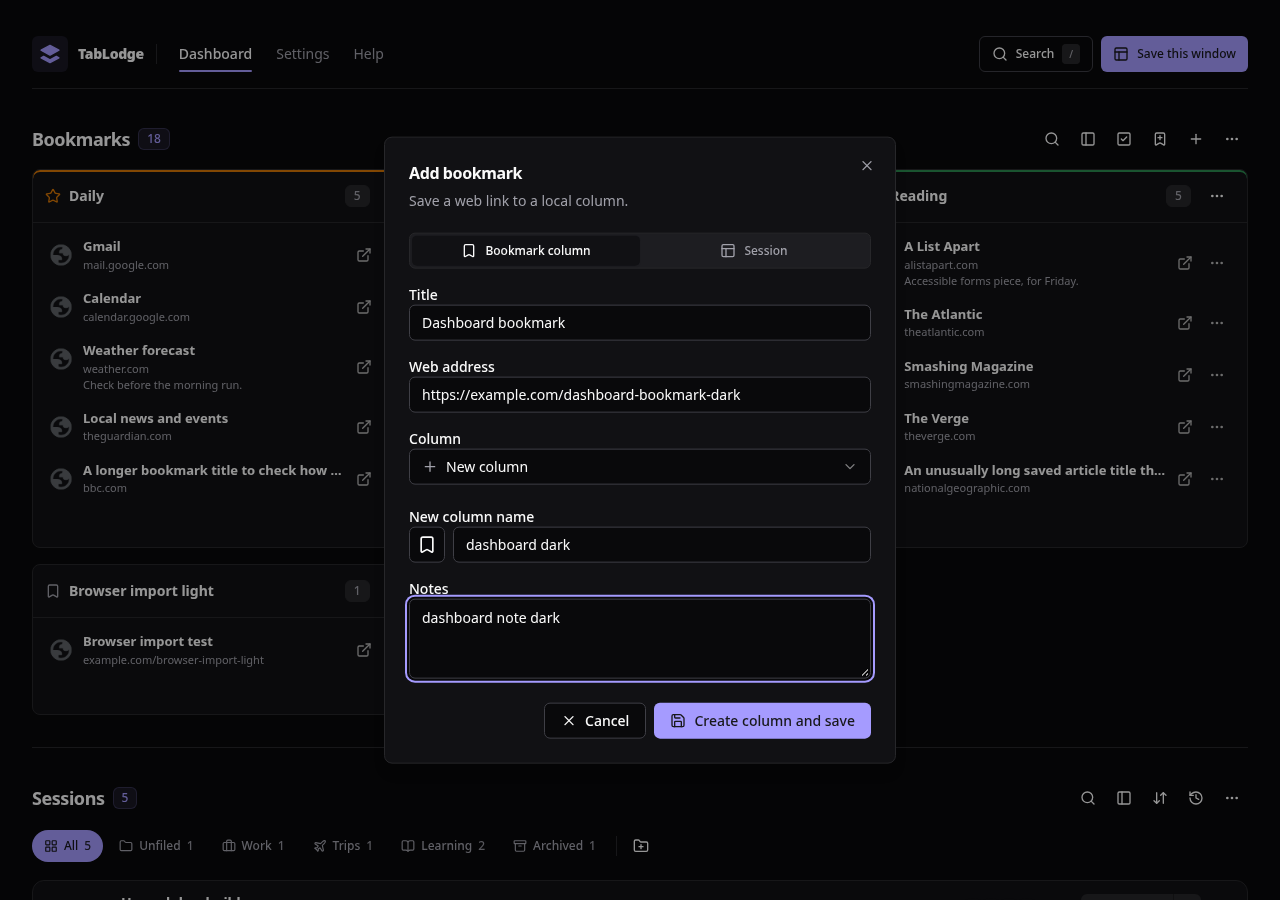 TabLodge
Dashboard
Settings
Help
Search /
Save this window
Bookmarks 18
Daily 5
Gmail
mail.google.com
Calendar
calendar.google.com
Weather forecast
weather.com
Check before the morning run.
Local news and events
theguardian.com
A longer bookmark title to check how ...
bbc.com
Browser import light 1
Browser import test
example.com/browser-import-light
Add bookmark
Save a web link to a local column.
Bookmark column
Session
Title
Dashboard bookmark
Web address
https://example.com/dashboard-bookmark-dark
Column
New column
New column name
dashboard dark
Notes
dashboard note dark
Cancel
Create column and save
Reading 5
A List Apart
alistapart.com
Accessible forms piece, for Friday.
The Atlantic
theatlantic.com
Smashing Magazine
smashingmagazine.com
The Verge
theverge.com
An unusually long saved article title th...
nationalgeographic.com
Sessions 5
All 5
Unfiled 1
Work 1
Trips 1
Learning 2
Archived 1